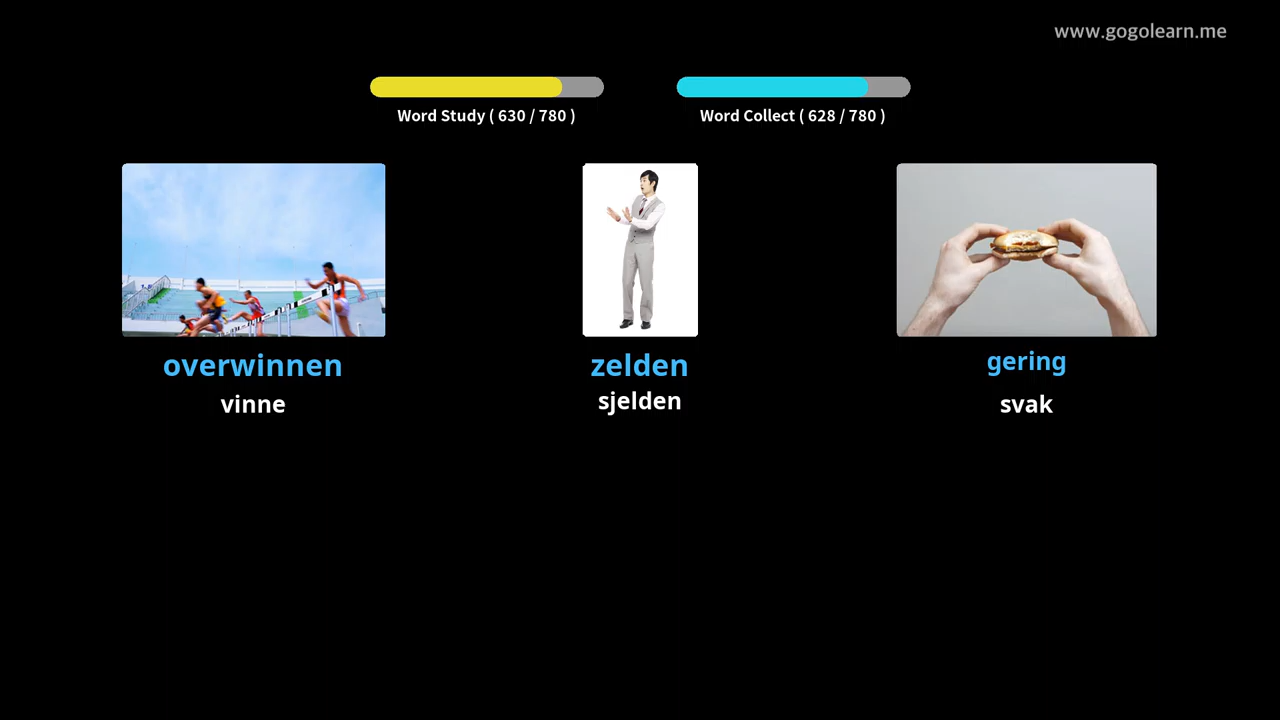 www.gogolearn.me
Word Study ( 630 / 780 )
Word Collect ( 628 / 780 )
overwinnen
vinne
zelden
sjelden
gering
svak